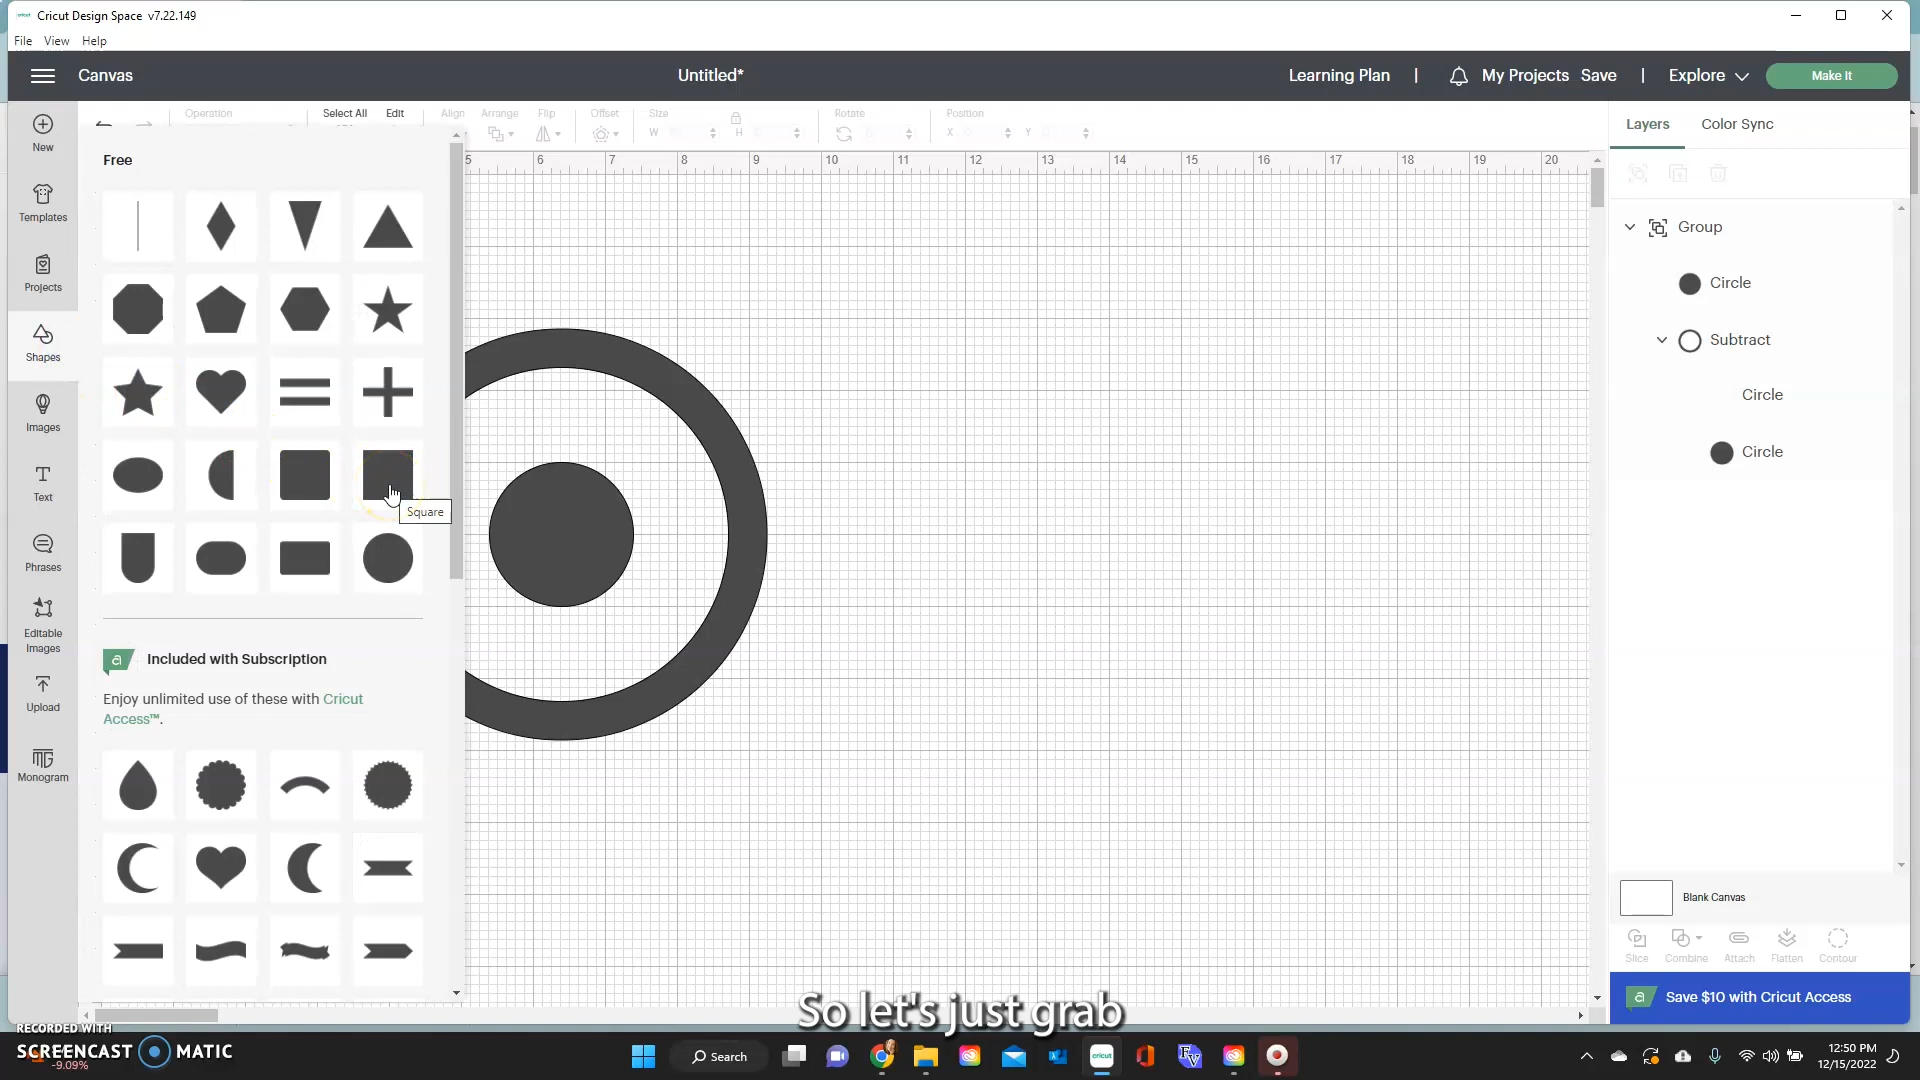 cricut Cricut Design Space v7.22.149
File View Help
Canvas
Untitled*
Learning Plan | My Projects Save | Explore Make It
New
Templates
Projects
Shapes
Images
Text
Phrases
Editable
Images
Upload
Monogram
Operation Select All Edit Align Arrange Flip Offset Size Rotate Position
W H X Y
Free
Square
a Included with Subscription
Enjoy unlimited use of these with Cricut
Access™.
5 6 7 8 9 10 11 12 13 14 15 16 17 18 19 20
Layers Color Sync
Group
Circle
Subtract
Circle
Circle
Blank Canvas
Slice Combine Attach Flatten Contour
a Save $10 with Cricut Access
So let's just grab
RECORDED WITH
SCREENCAST MATIC
-9.09%
Search
cricut
FV
12:50 PM
12/15/2022